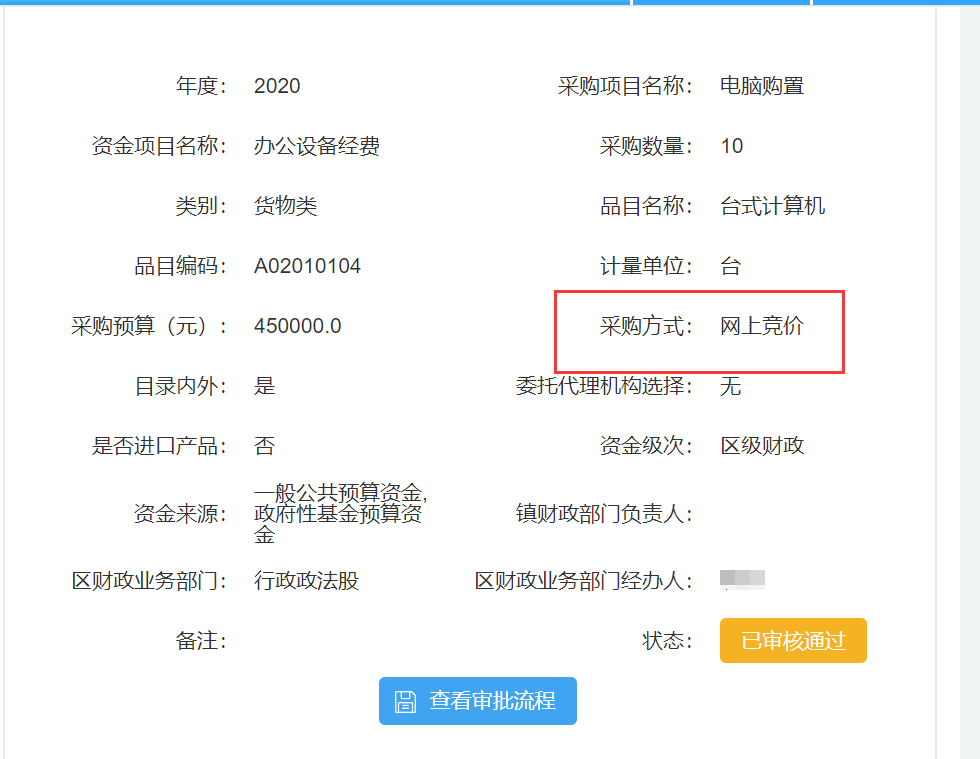 年度： 2020 采购项目名称： 电脑购置
资金项目名称： 办公设备经费 采购数量： 10
类别： 货物类 品目名称： 台式计算机
品目编码： A02010104 计量单位： 台
采购预算（元）： 450000.0 采购方式： 网上竞价
目录内外： 是 委托代理机构选择： 无
是否进口产品： 否 资金级次： 区级财政
资金来源： 一般公共预算资金,
政府性基金预算资
金
镇财政部门负责人：
区财政业务部门： 行政政法股 区财政业务部门经办人：
备注： 状态： 已审核通过
查看审批流程